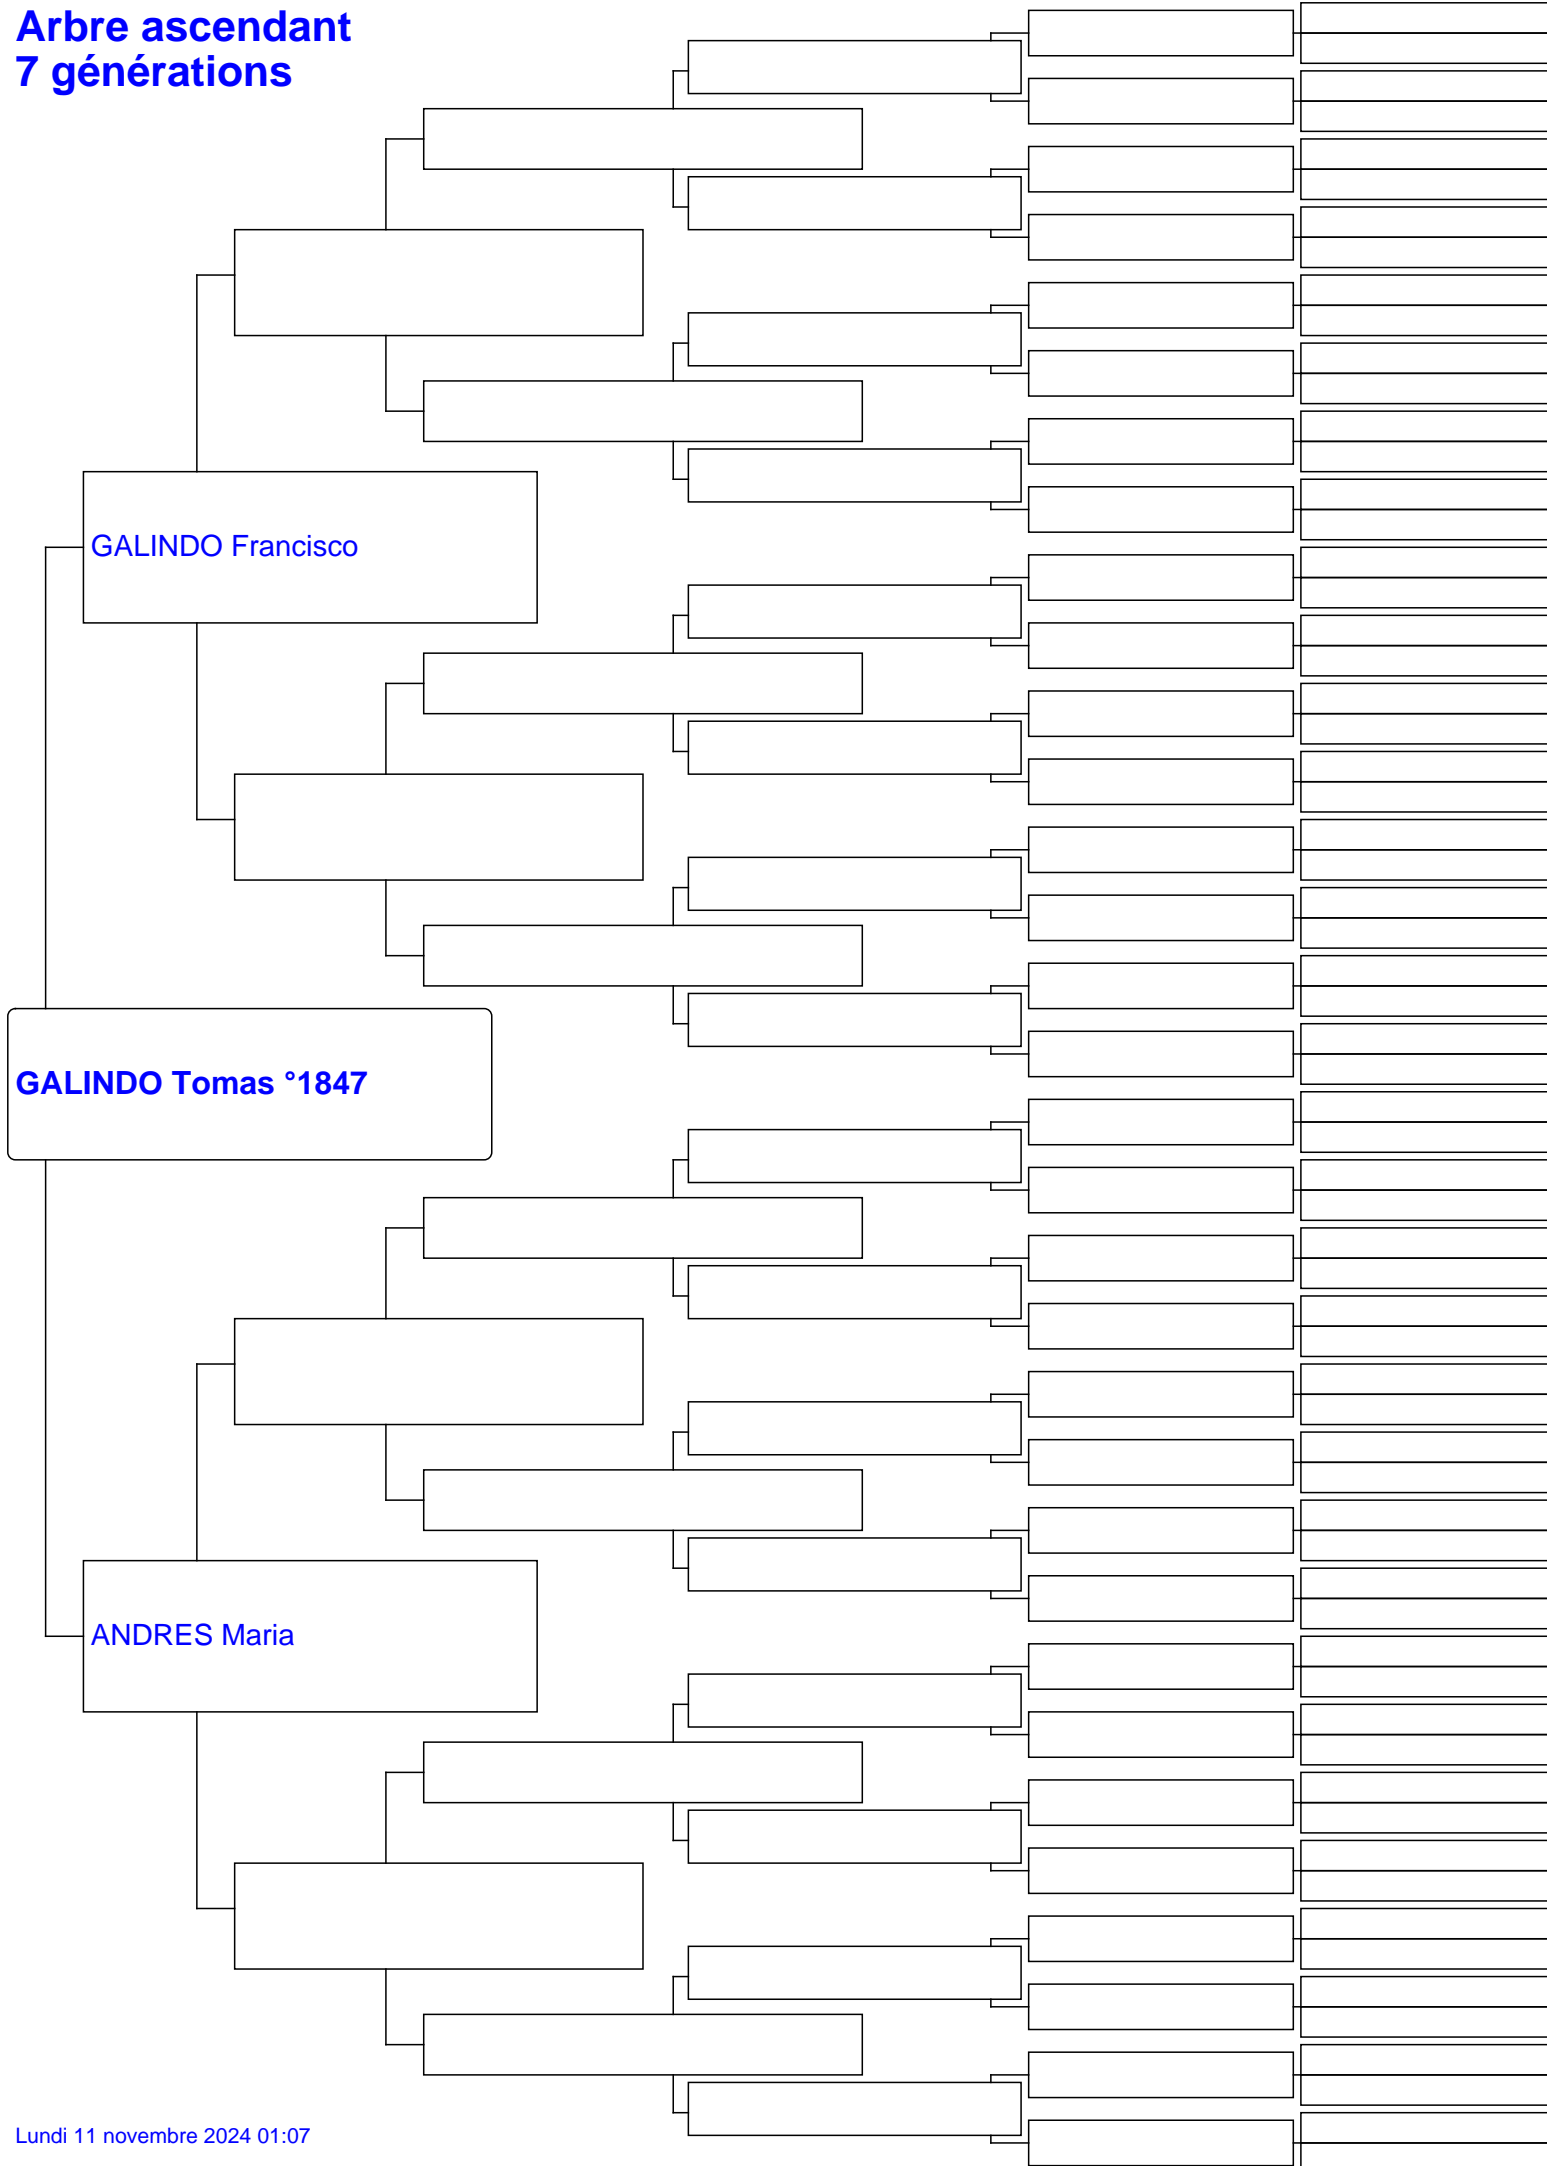 Arbre ascendant
7 générations
GALINDO Francisco
GALINDO Tomas °1847
ANDRES Maria
Lundi 11 novembre 2024 01:07